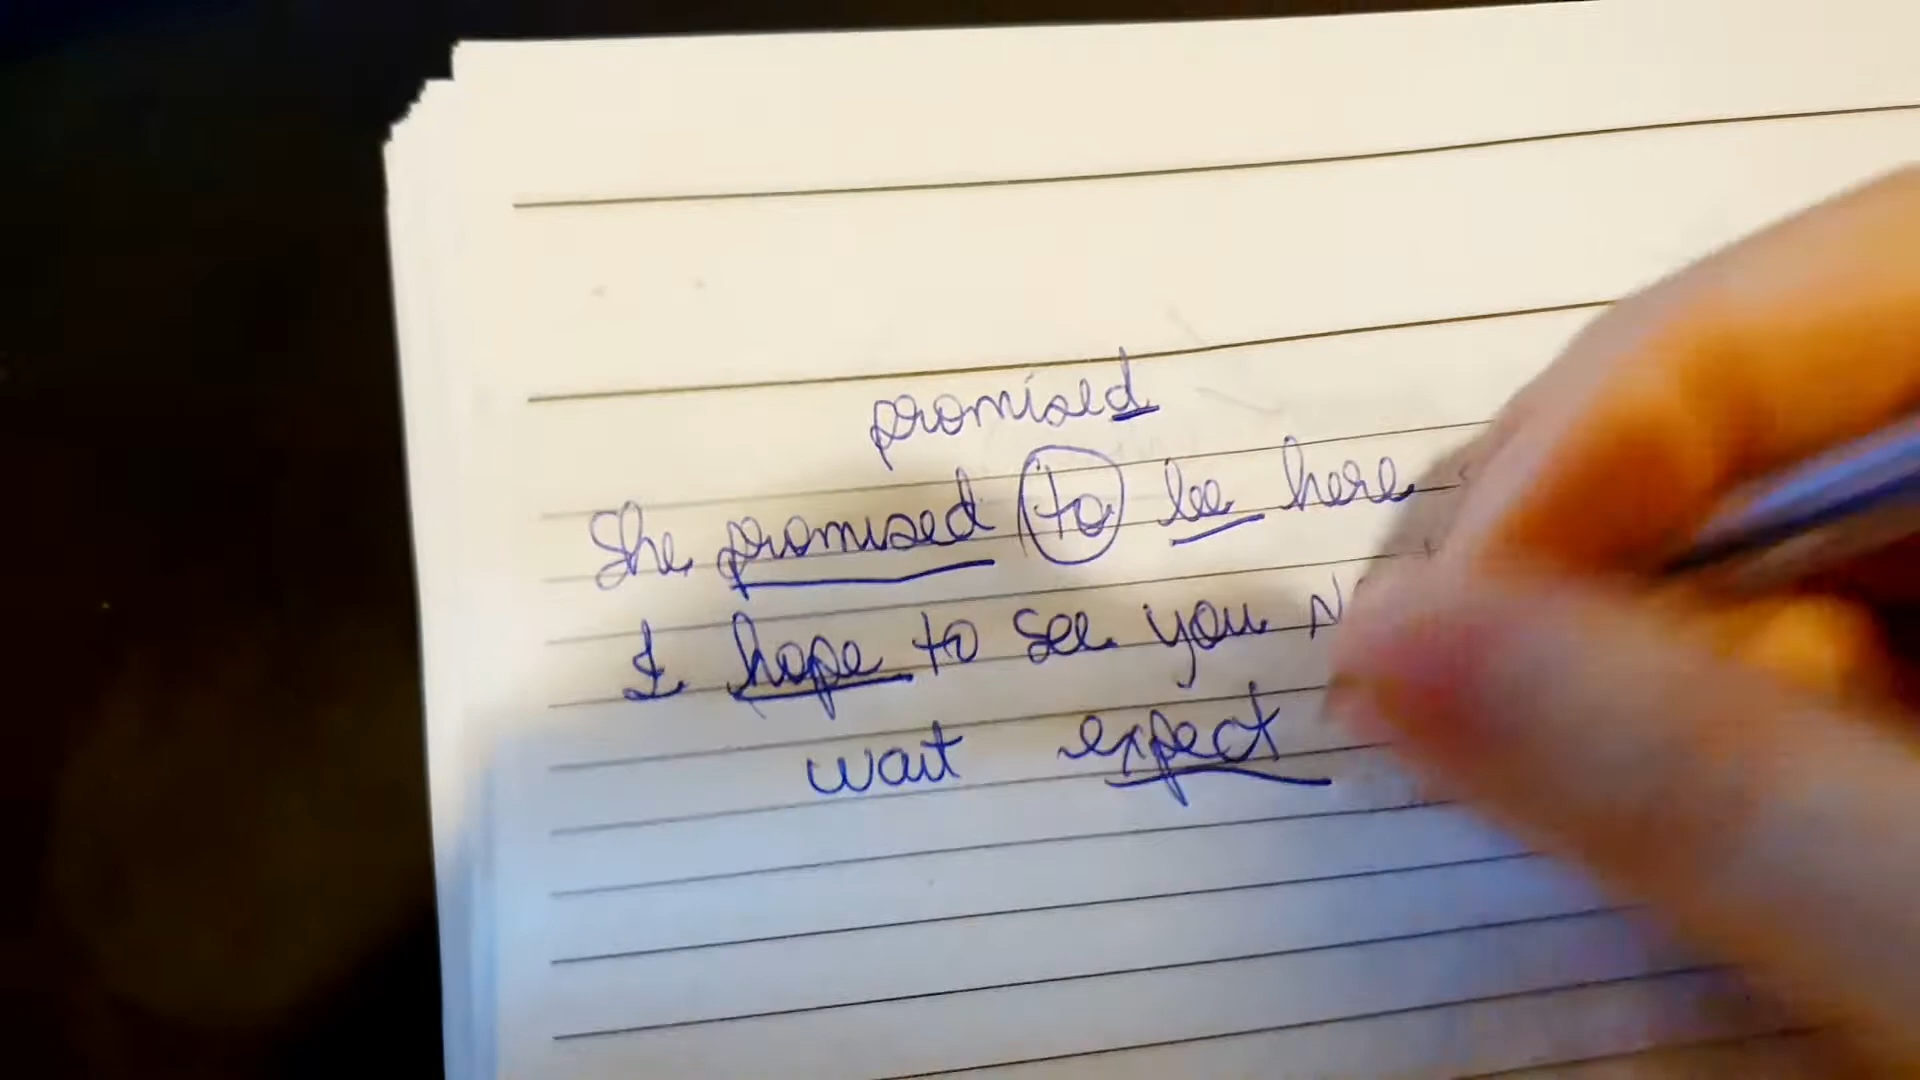 promised
She promised to be here
I hope to see you
wait expect